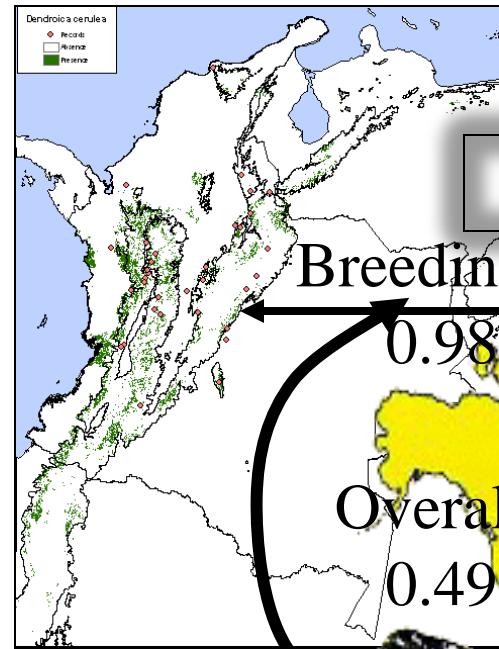 Dendroica cerulea
Records
Absence
Presence
Breedin
0.98
Overal
0.49